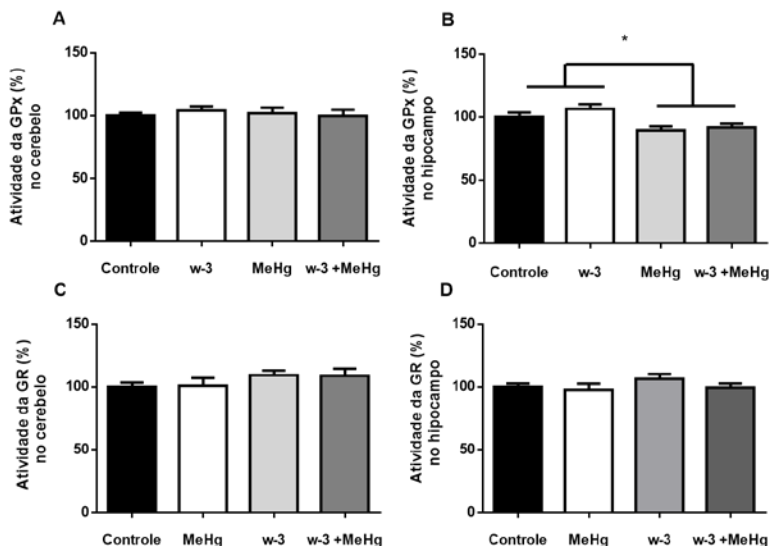 A
Atividade da GPx (%)
no cerebelo
150
100
50
0
Controle w-3 MeHg w-3 +MeHg
B
Atividade da GPx (%)
no hipocampo
150
100
50
0
*
Controle w-3 MeHg w-3 +MeHg
C
Atividade da GR (%)
no cerebelo
150
100
50
0
Controle MeHg w-3 w-3 +MeHg
D
Atividade da GR (%)
no hipocampo
150
100
50
0
Controle MeHg w-3 w-3 +MeHg